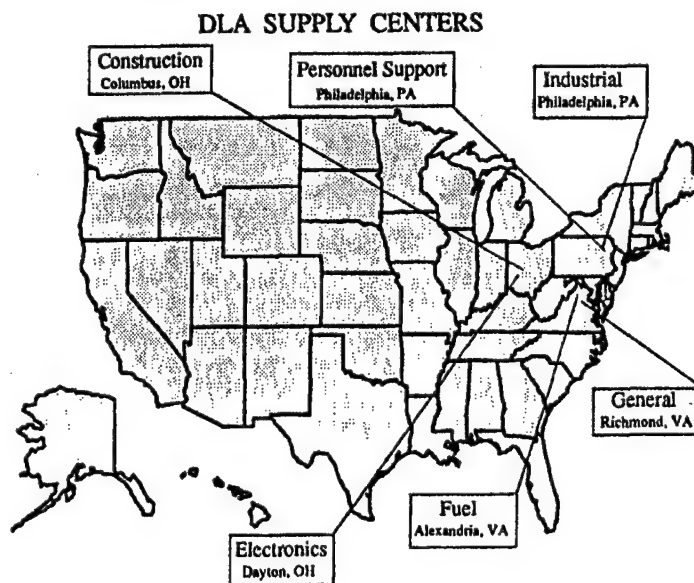 DLA SUPPLY CENTERS
Construction
Columbus, OH
Personnel Support
Philadelphia, PA
Industrial
Philadelphia, PA
General
Richmond, VA
Fuel
Alexandria, VA
Electronics
Dayton, OH